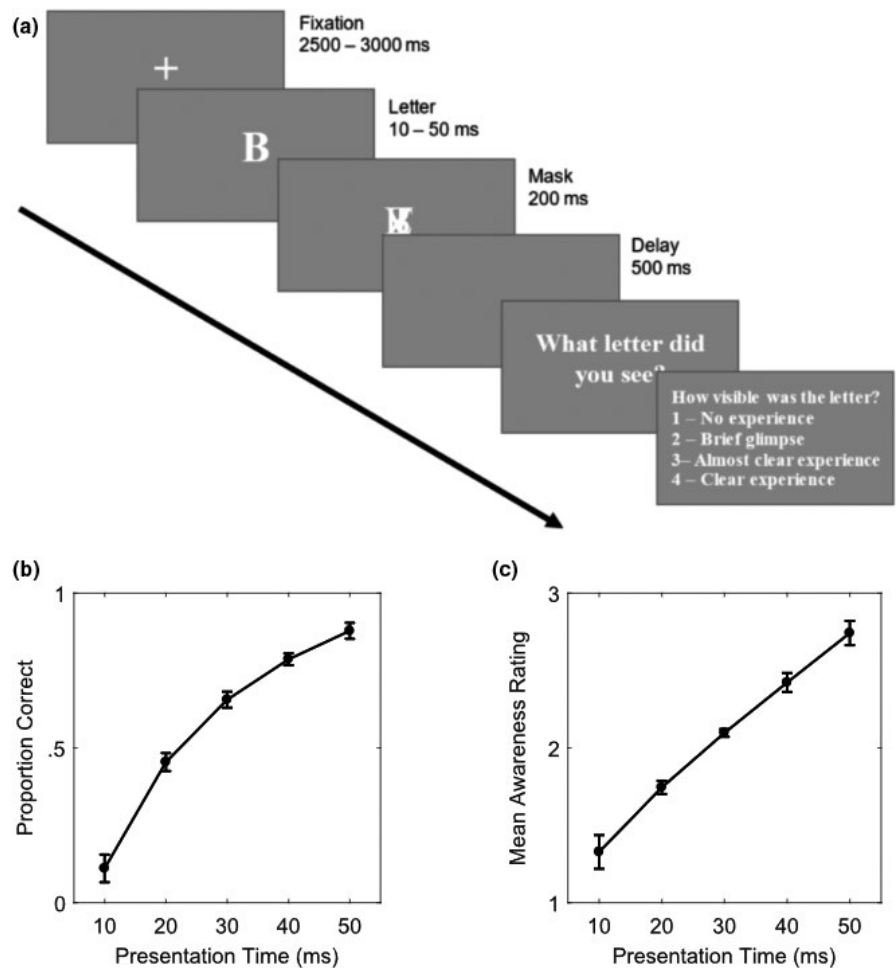 (a)
Fixation
2500 – 3000 ms
+
Letter
10 – 50 ms
B
Mask
200 ms
Delay
500 ms
What letter did
you see?
How visible was the letter?
1 – No experience
2 – Brief glimpse
3– Almost clear experience
4 – Clear experience
(b)
1
.5
0
Proportion Correct
10 20 30 40 50
Presentation Time (ms)
(c)
3
2
1
Mean Awareness Rating
10 20 30 40 50
Presentation Time (ms)